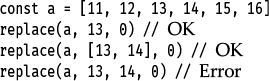 const a = [11, 12, 13, 14, 15, 16]
replace(a, 13, 0) // OK
replace(a, [13, 14], 0) // OK
replace(a, 13, 14, 0) // Error